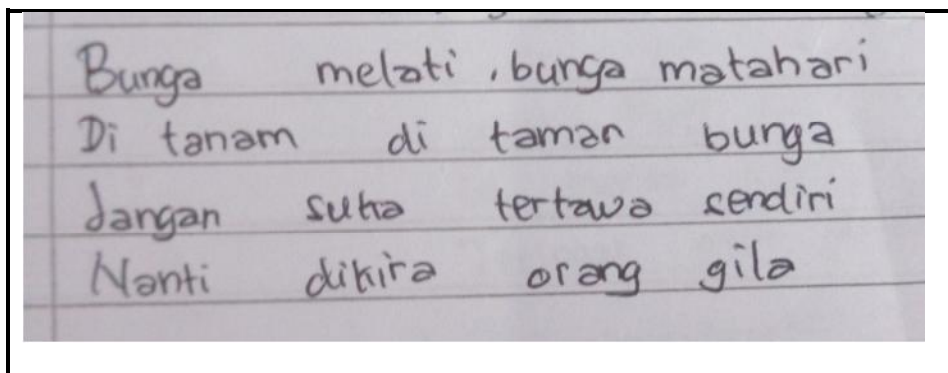 Bunga melati, bunga matahari
Di tanam di taman bunga
Jangan suka tertawa sendiri
Nanti dikira orang gila